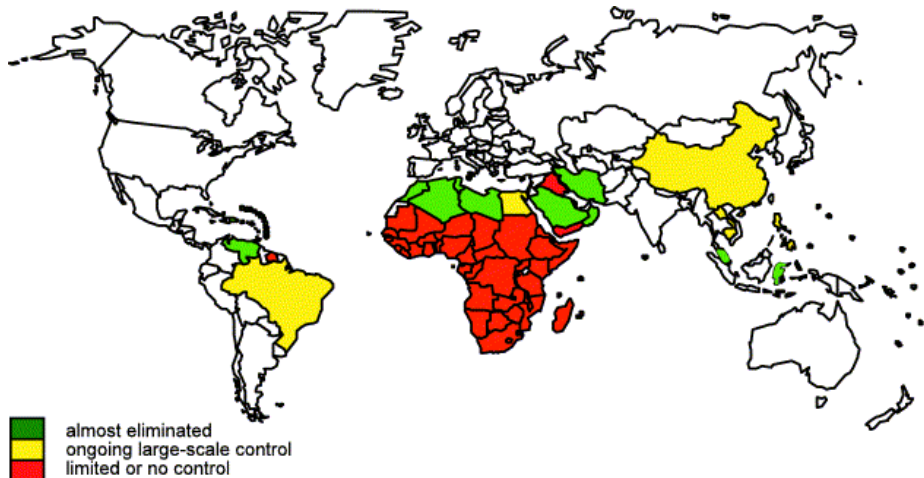 almost eliminated
ongoing large-scale control
limited or no control